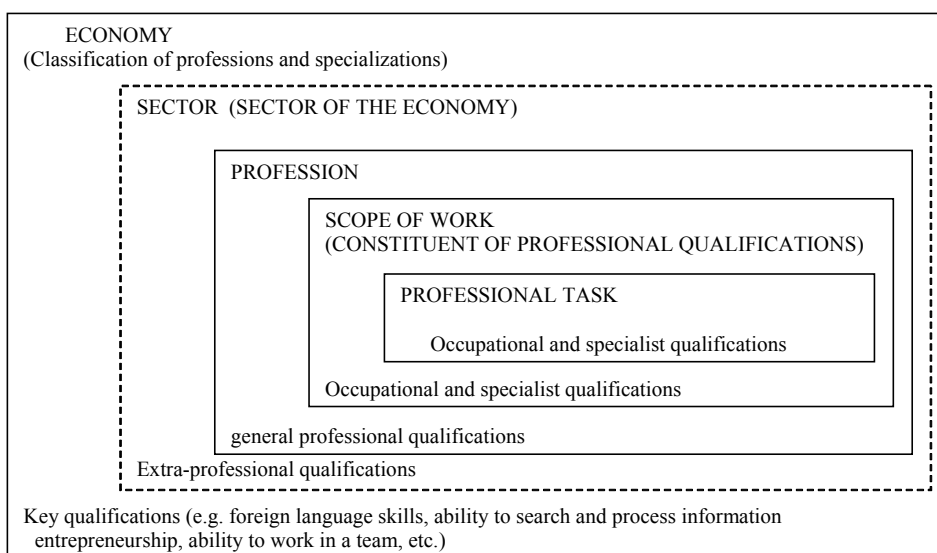 ECONOMY
(Classification of professions and specializations)
SECTOR (SECTOR OF THE ECONOMY)
PROFESSION
SCOPE OF WORK
(CONSTITUENT OF PROFESSIONAL QUALIFICATIONS)
PROFESSIONAL TASK
Occupational and specialist qualifications
Occupational and specialist qualifications
general professional qualifications
Extra-professional qualifications
Key qualifications (e.g. foreign language skills, ability to search and process information
entrepreneurship, ability to work in a team, etc.)